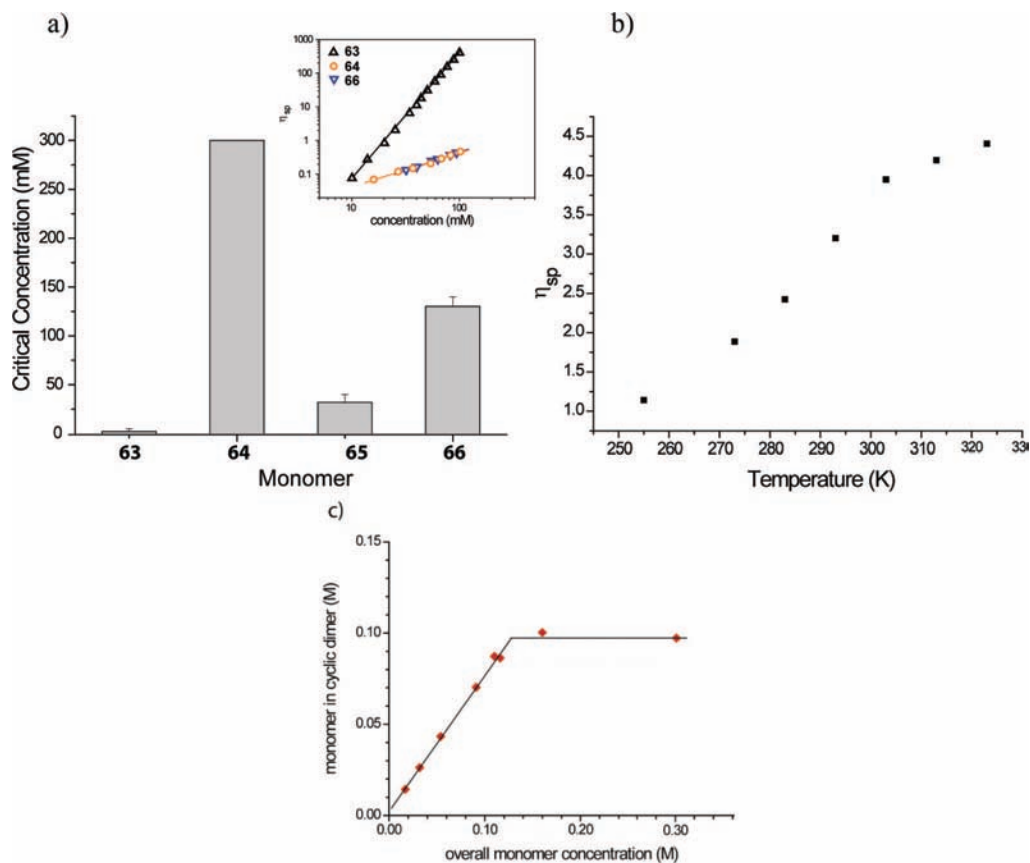 a)
b)
63
64
66
1000
100
10
1
0.1
ηsp
10
100
concentration (mM)
300
250
200
150
100
50
0
Critical Concentration (mM)
63 64 65 66
Monomer
4.5
4.0
3.5
3.0
2.5
2.0
1.5
1.0
ηsp
250 260 270 280 290 300 310 320 330
Temperature (K)
c)
0.15
0.10
0.05
0.00
monomer in cyclic dimer (M)
0.00 0.10 0.20 0.30
overall monomer concentration (M)